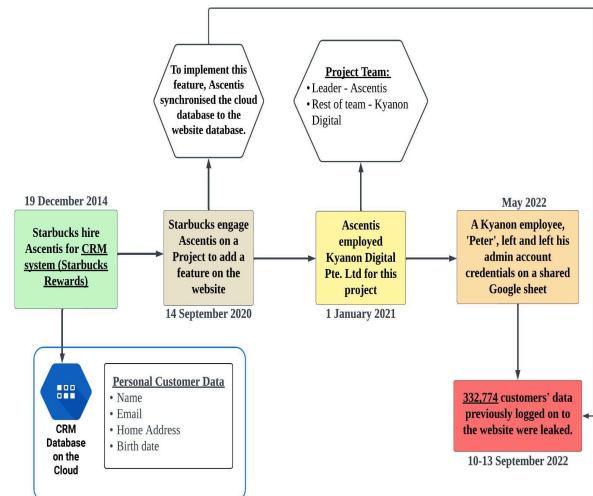 To implement this
feature, Ascentis
synchronised the cloud
database to the
website database.
Project Team:
• Leader - Ascentis
• Rest of team - Kyanon
Digital
19 December 2014
Starbucks hire
Ascentis for CRM
system (Starbucks
Rewards)
Starbucks engage
Ascentis on a
Project to add a
feature on the
website
14 September 2020
Ascentis
employed
Kyanon Digital
Pte. Ltd for this
project
1 January 2021
May 2022
A Kyanon employee,
'Peter', left and left his
admin account
credentials on a shared
Google sheet
CRM
Database
on the
Cloud
Personal Customer Data
• Name
• Email
• Home Address
• Birth date
332,774 customers' data
previously logged on to
the website were leaked.
10-13 September 2022